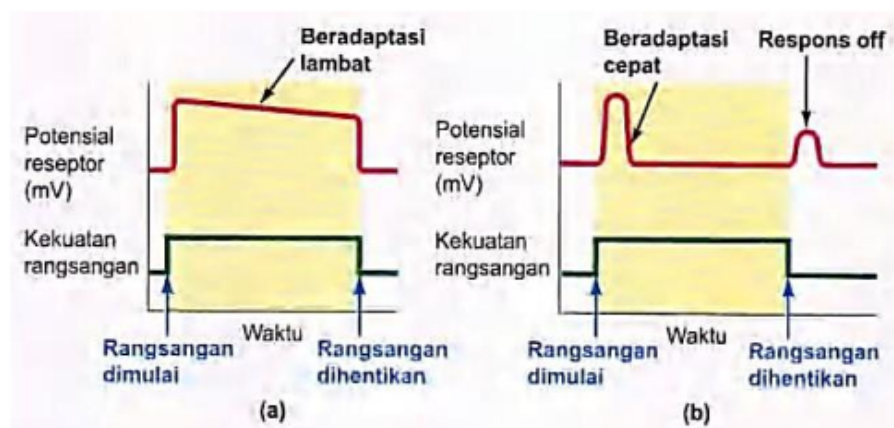 Beradaptasi
lambat
Potensial
reseptor
(mV)
Kekuatan
rangsangan
Waktu
Rangsangan
dimulai
Rangsangan
dihentikan
(a)
Beradaptasi
cepat
Respons off
Potensial
reseptor
(mV)
Kekuatan
rangsangan
Waktu
Rangsangan
dimulai
Rangsangan
dihentikan
(b)